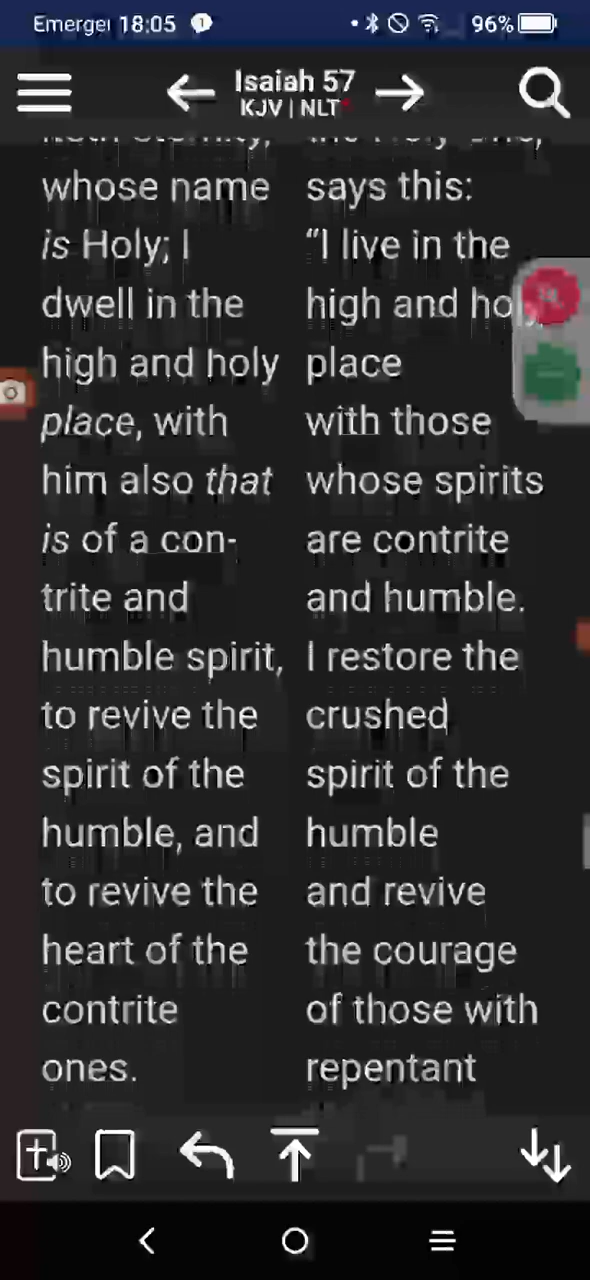 Emerger 18:05 1 96%
Isaiah 57
KJV | NLT
whose name
is Holy; I
dwell in the
high and holy
place, with
him also that
is of a con-
trite and
humble spirit,
to revive the
spirit of the
humble, and
to revive the
heart of the
contrite
ones.
says this:
“I live in the
high and holy
place
with those
whose spirits
are contrite
and humble.
I restore the
crushed
spirit of the
humble
and revive
the courage
of those with
repentant